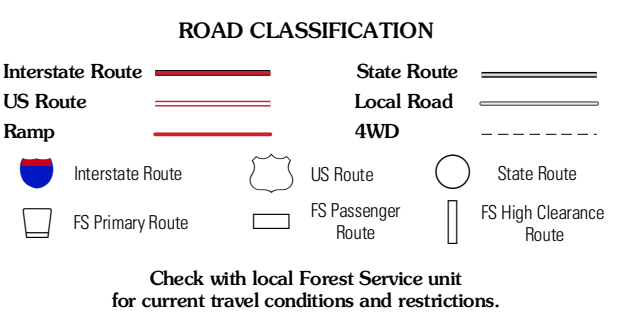 ROAD CLASSIFICATION
Interstate Route
State Route
US Route
Local Road
Ramp
4WD
Interstate Route
US Route
State Route
FS Primary Route
FS Passenger
Route
FS High Clearance
Route
Check with local Forest Service unit
for current travel conditions and restrictions.